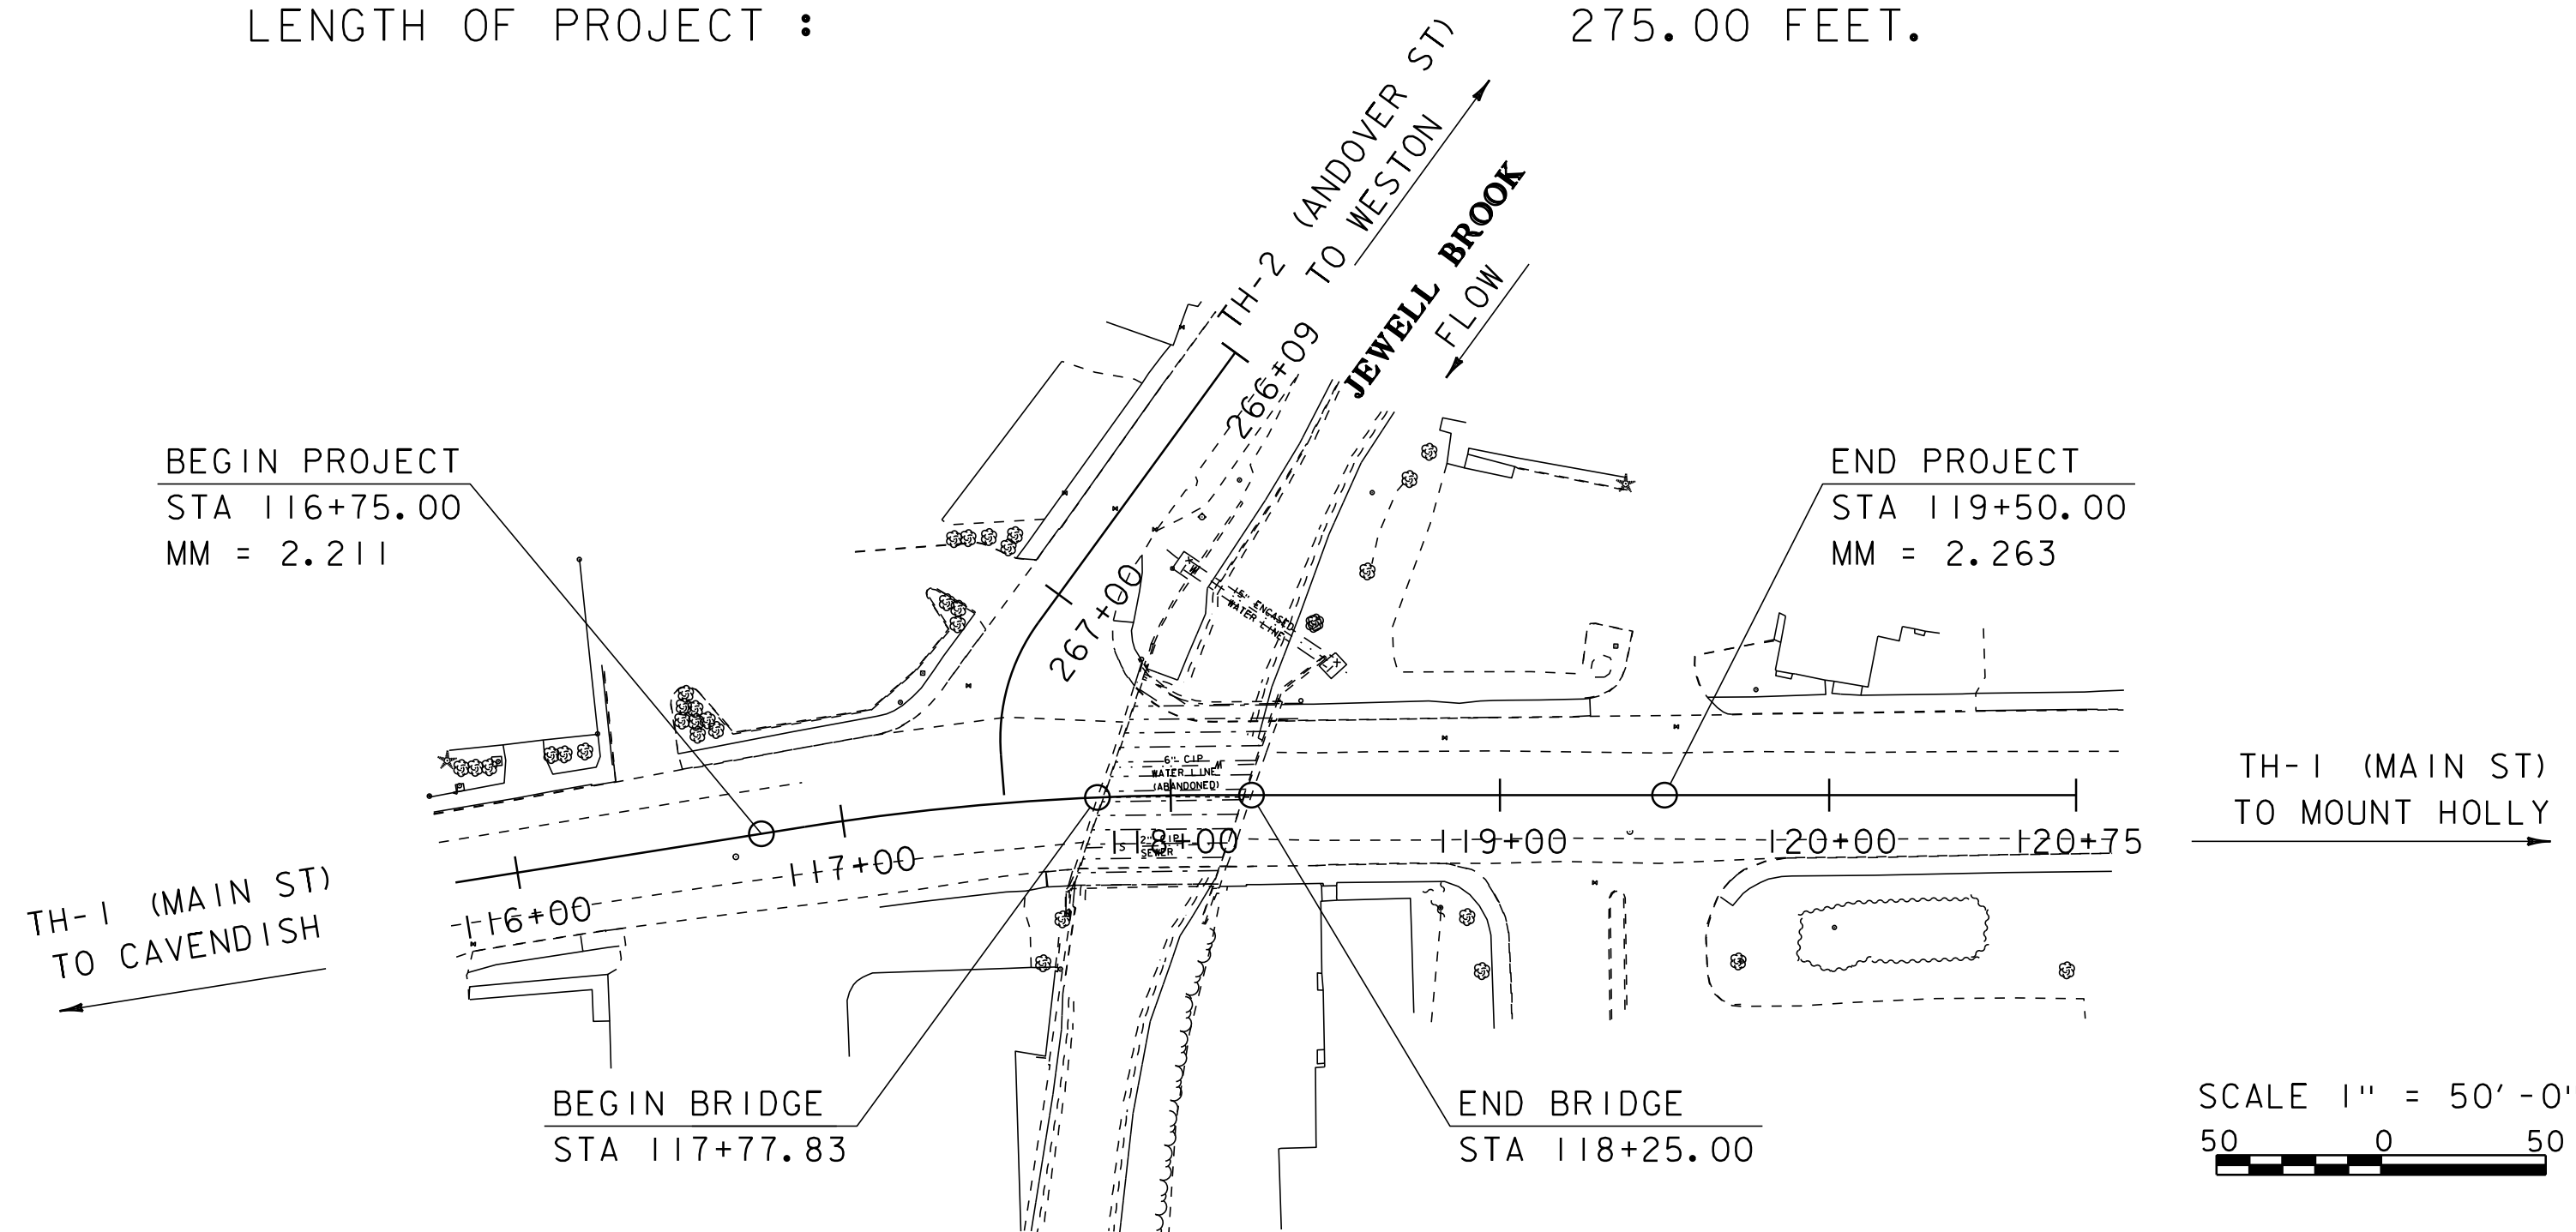 LENGTH OF PROJECT : 275.00 FEET.
TH-2 (ANDOVER ST)
TO WESTON
JEWELL BROOK
FLOW
266+09
267+00
BEGIN PROJECT
STA 116+75.00
MM = 2.211
END PROJECT
STA 119+50.00
MM = 2.263
15" ENCASED
WATER LINE
6" CIP
WATER LINE
(ABANDONED)
W
12" CIP
SEWER
S
116+00
117+00
118+00
119+00
120+00
120+75
TH-1 (MAIN ST)
TO MOUNT HOLLY
TH-1 (MAIN ST)
TO CAVENDISH
BEGIN BRIDGE
STA 117+77.83
END BRIDGE
STA 118+25.00
SCALE 1" = 50'-0"
50 0 50